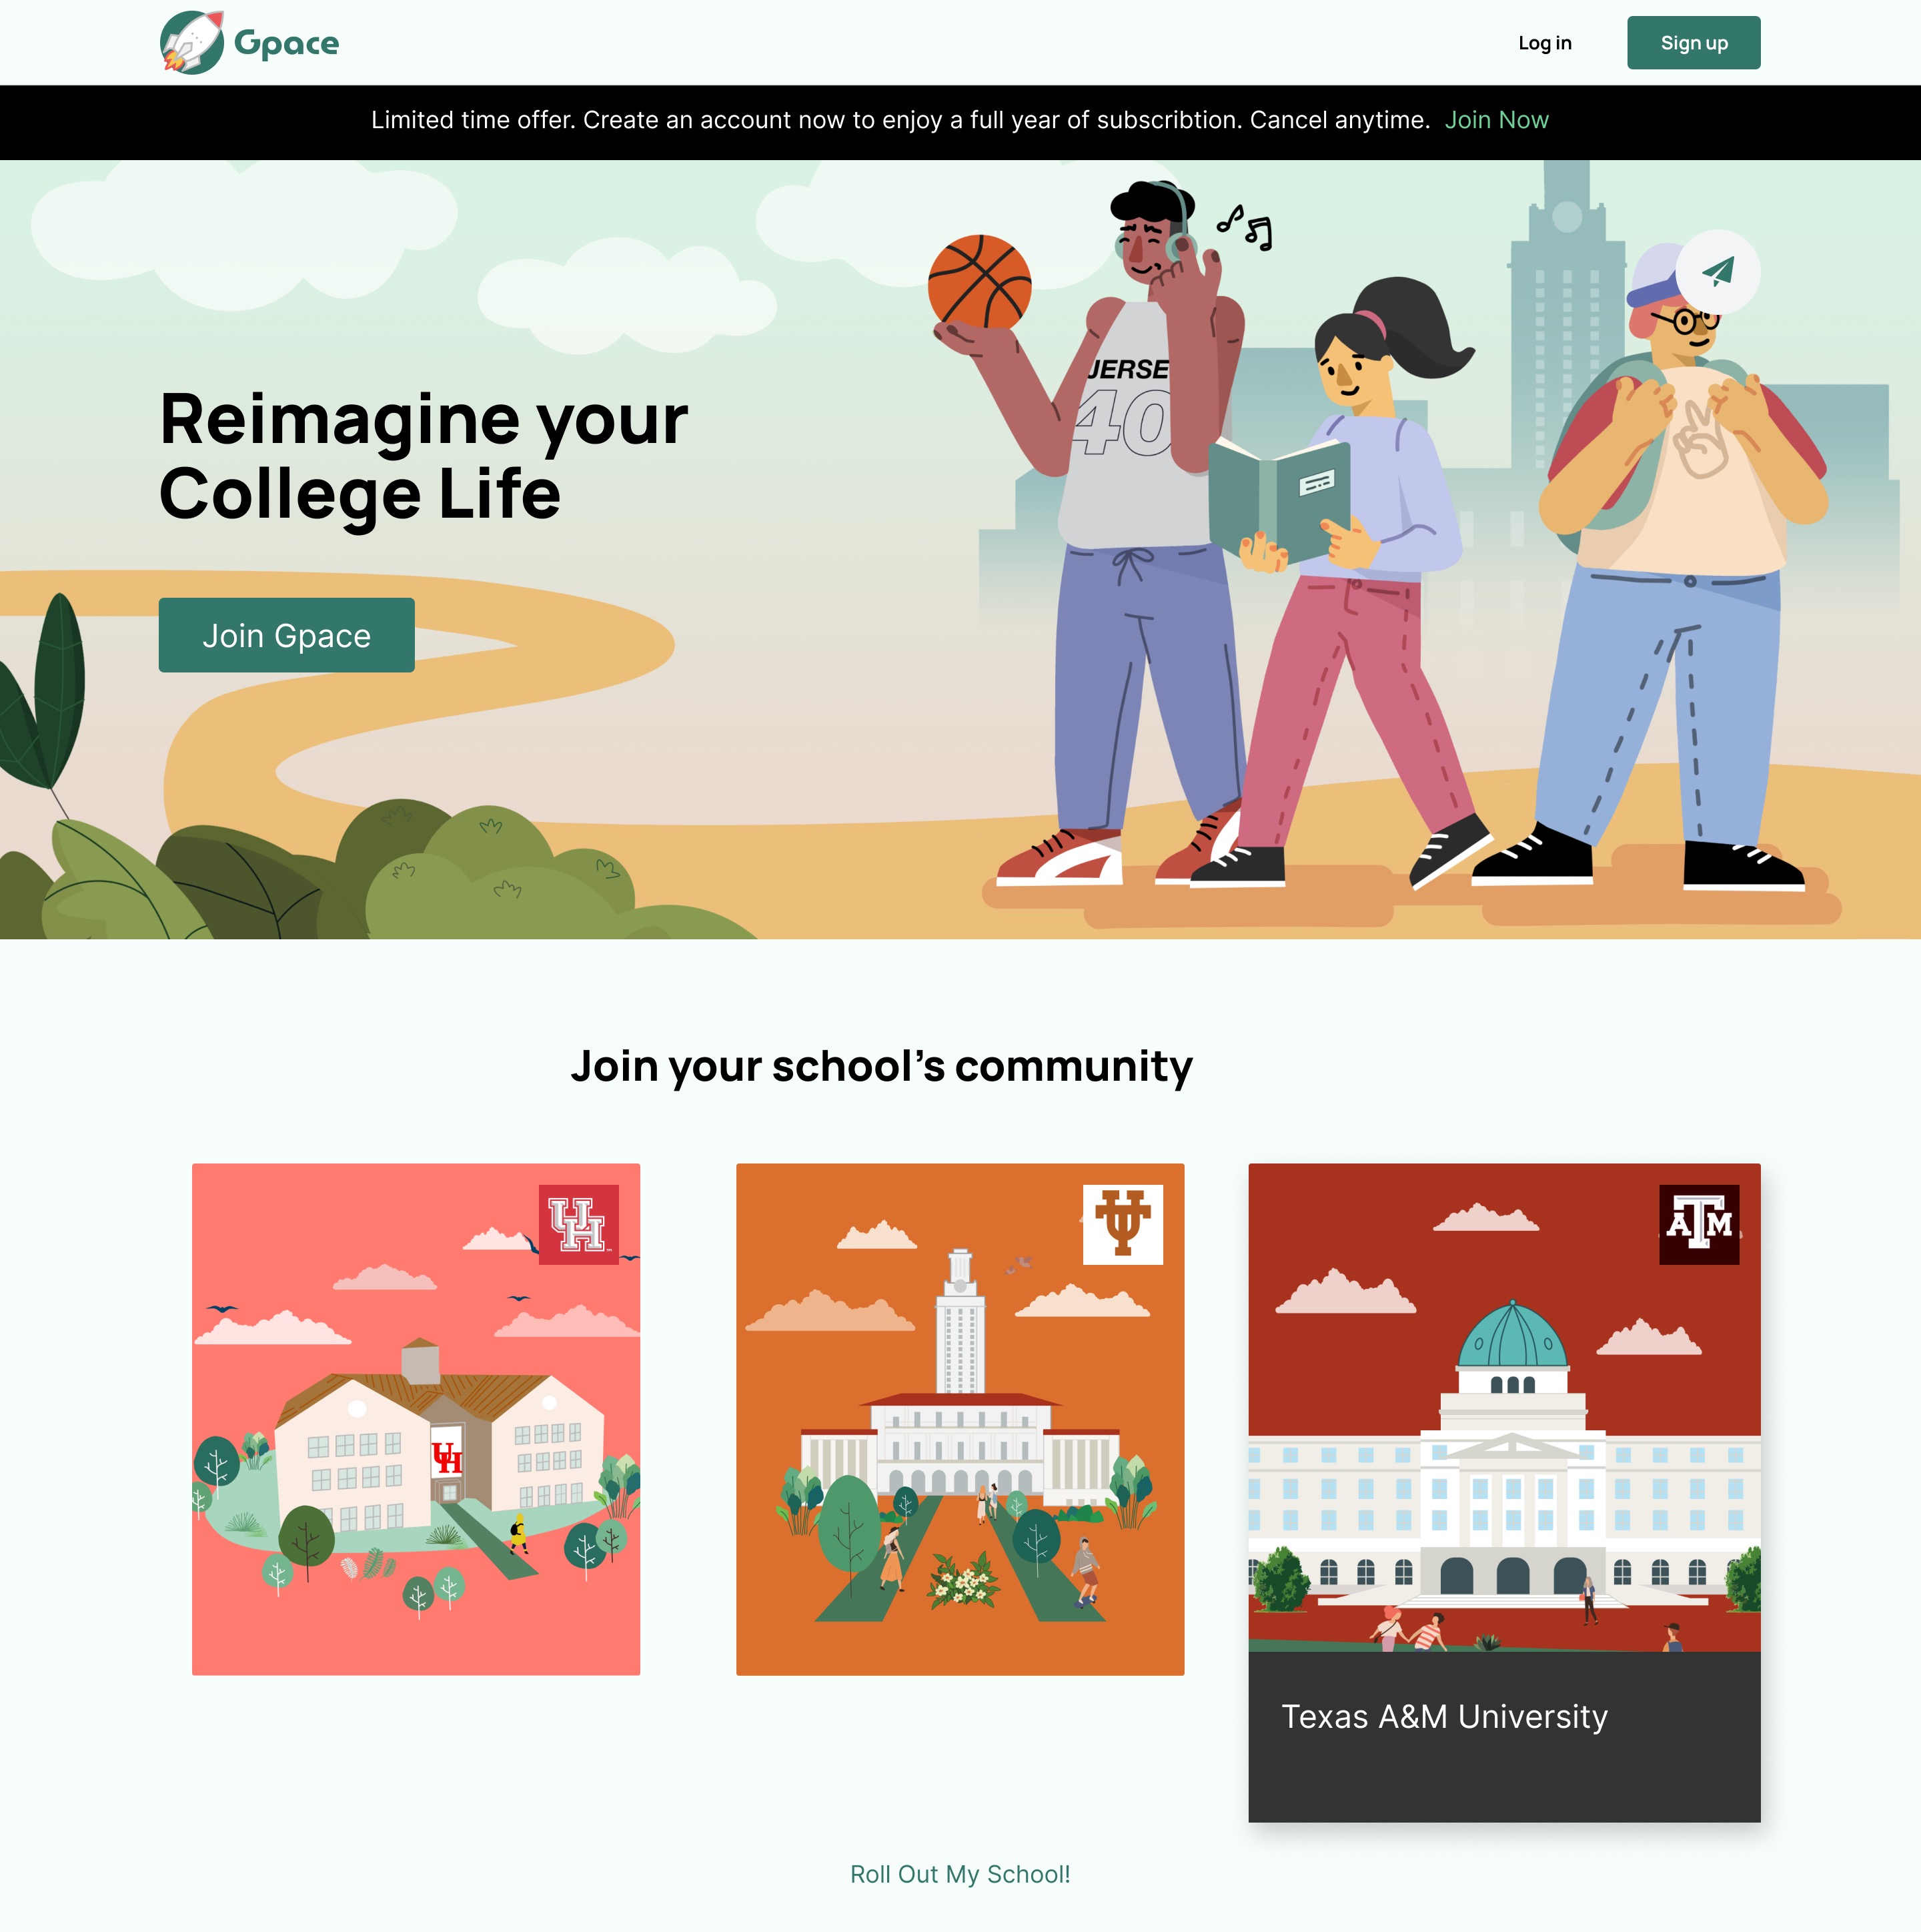 Gpace
Log in
Sign up
Limited time offer. Create an account now to enjoy a full year of subscribtion. Cancel anytime. Join Now
JERSE
40
Reimagine your
College Life
Join Gpace
Join your school’s community
UH
UH
UT
ATM
Texas A&M University
Roll Out My School!